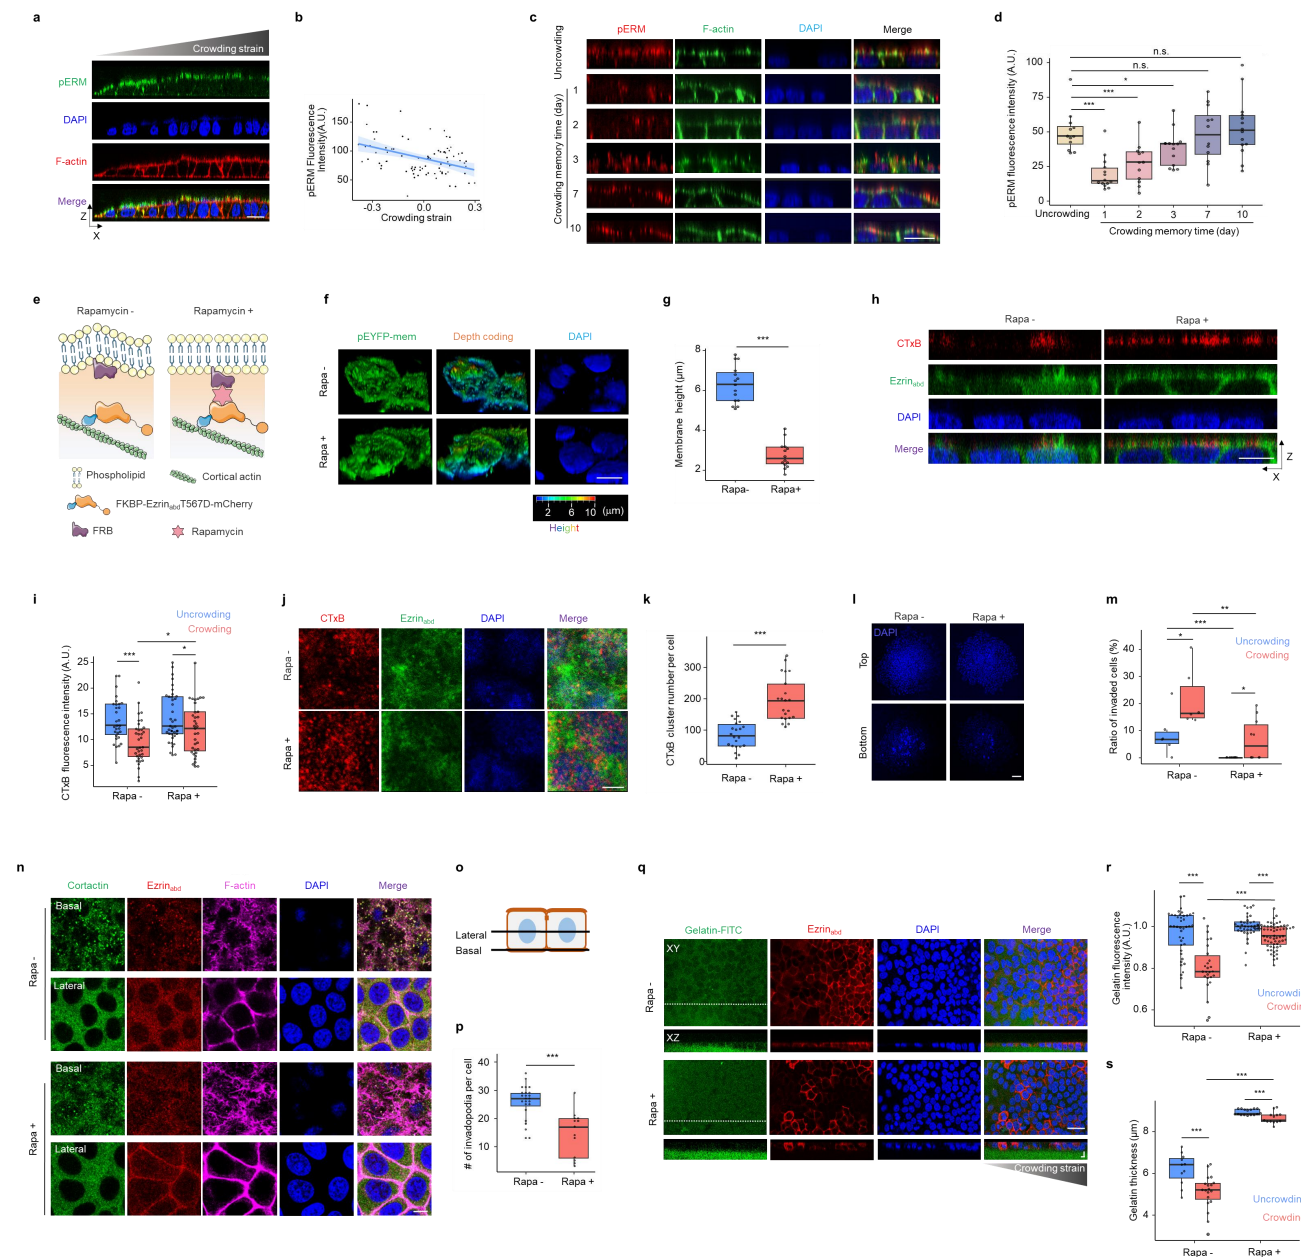 a
Crowding strain
pERM
DAPI
F-actin
Merge
Z
X
b
pERM Fluorescence
Intensity(A.U.)
150
100
50
-0.3
0.0
0.3
Crowding strain
c
pERM
F-actin
DAPI
Merge
Uncrowding
Crowding memory time (day)
1
2
3
7
10
d
pERM fluorescence intensity (A.U.)
100
75
50
25
0
n.s.
n.s.
*
***
***
Uncrowding
1
2
3
7
10
Crowding memory time (day)
e
Rapamycin -
Rapamycin +
Phospholipid
Cortical actin
FKBP-EzrinabdT567D-mCherry
FRB
Rapamycin
f
pEYFP-mem
Depth coding
DAPI
Rapa -
Rapa +
2
6
10
(μm)
Height
g
Membrane height (μm)
8
6
4
2
***
Rapa-
Rapa+
h
Rapa -
Rapa +
CTxB
Ezrinabd
DAPI
Merge
Z
X
i
Uncrowding
Crowding
CTxB fluorescence intensity (A.U.)
25
20
15
10
5
*
***
*
Rapa -
Rapa +
j
CTxB
Ezrinabd
DAPI
Merge
Rapa -
Rapa +
k
CTxB cluster number per cell
300
200
100
0
***
Rapa -
Rapa +
l
Rapa -
Rapa +
DAPI
Top
Bottom
m
Ratio of invaded cells (%)
40
30
20
10
0
**
***
*
*
Uncrowding
Crowding
Rapa -
Rapa +
n
Cortactin
Ezrinabd
F-actin
DAPI
Merge
Rapa -
Basal
Lateral
Rapa +
Basal
Lateral
o
Lateral
Basal
p
# of invadopodia per cell
40
30
20
10
***
Rapa -
Rapa +
q
Gelatin-FITC
Ezrinabd
DAPI
Merge
Rapa -
XY
XZ
Rapa +
Crowding strain
r
Gelatin fluorescence
intensity (A.U.)
1.0
0.8
0.6
***
***
***
Uncrowdi
Crowdin
Rapa -
Rapa +
s
Gelatin thickness (μm)
8
6
4
***
***
***
Uncrowdin
Crowdin
Rapa -
Rapa +